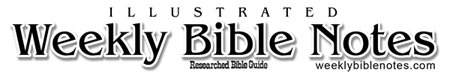 ILLUSTRATED
Weekly Bible Notes
Researched Bible Guide
weeklybiblenotes.com